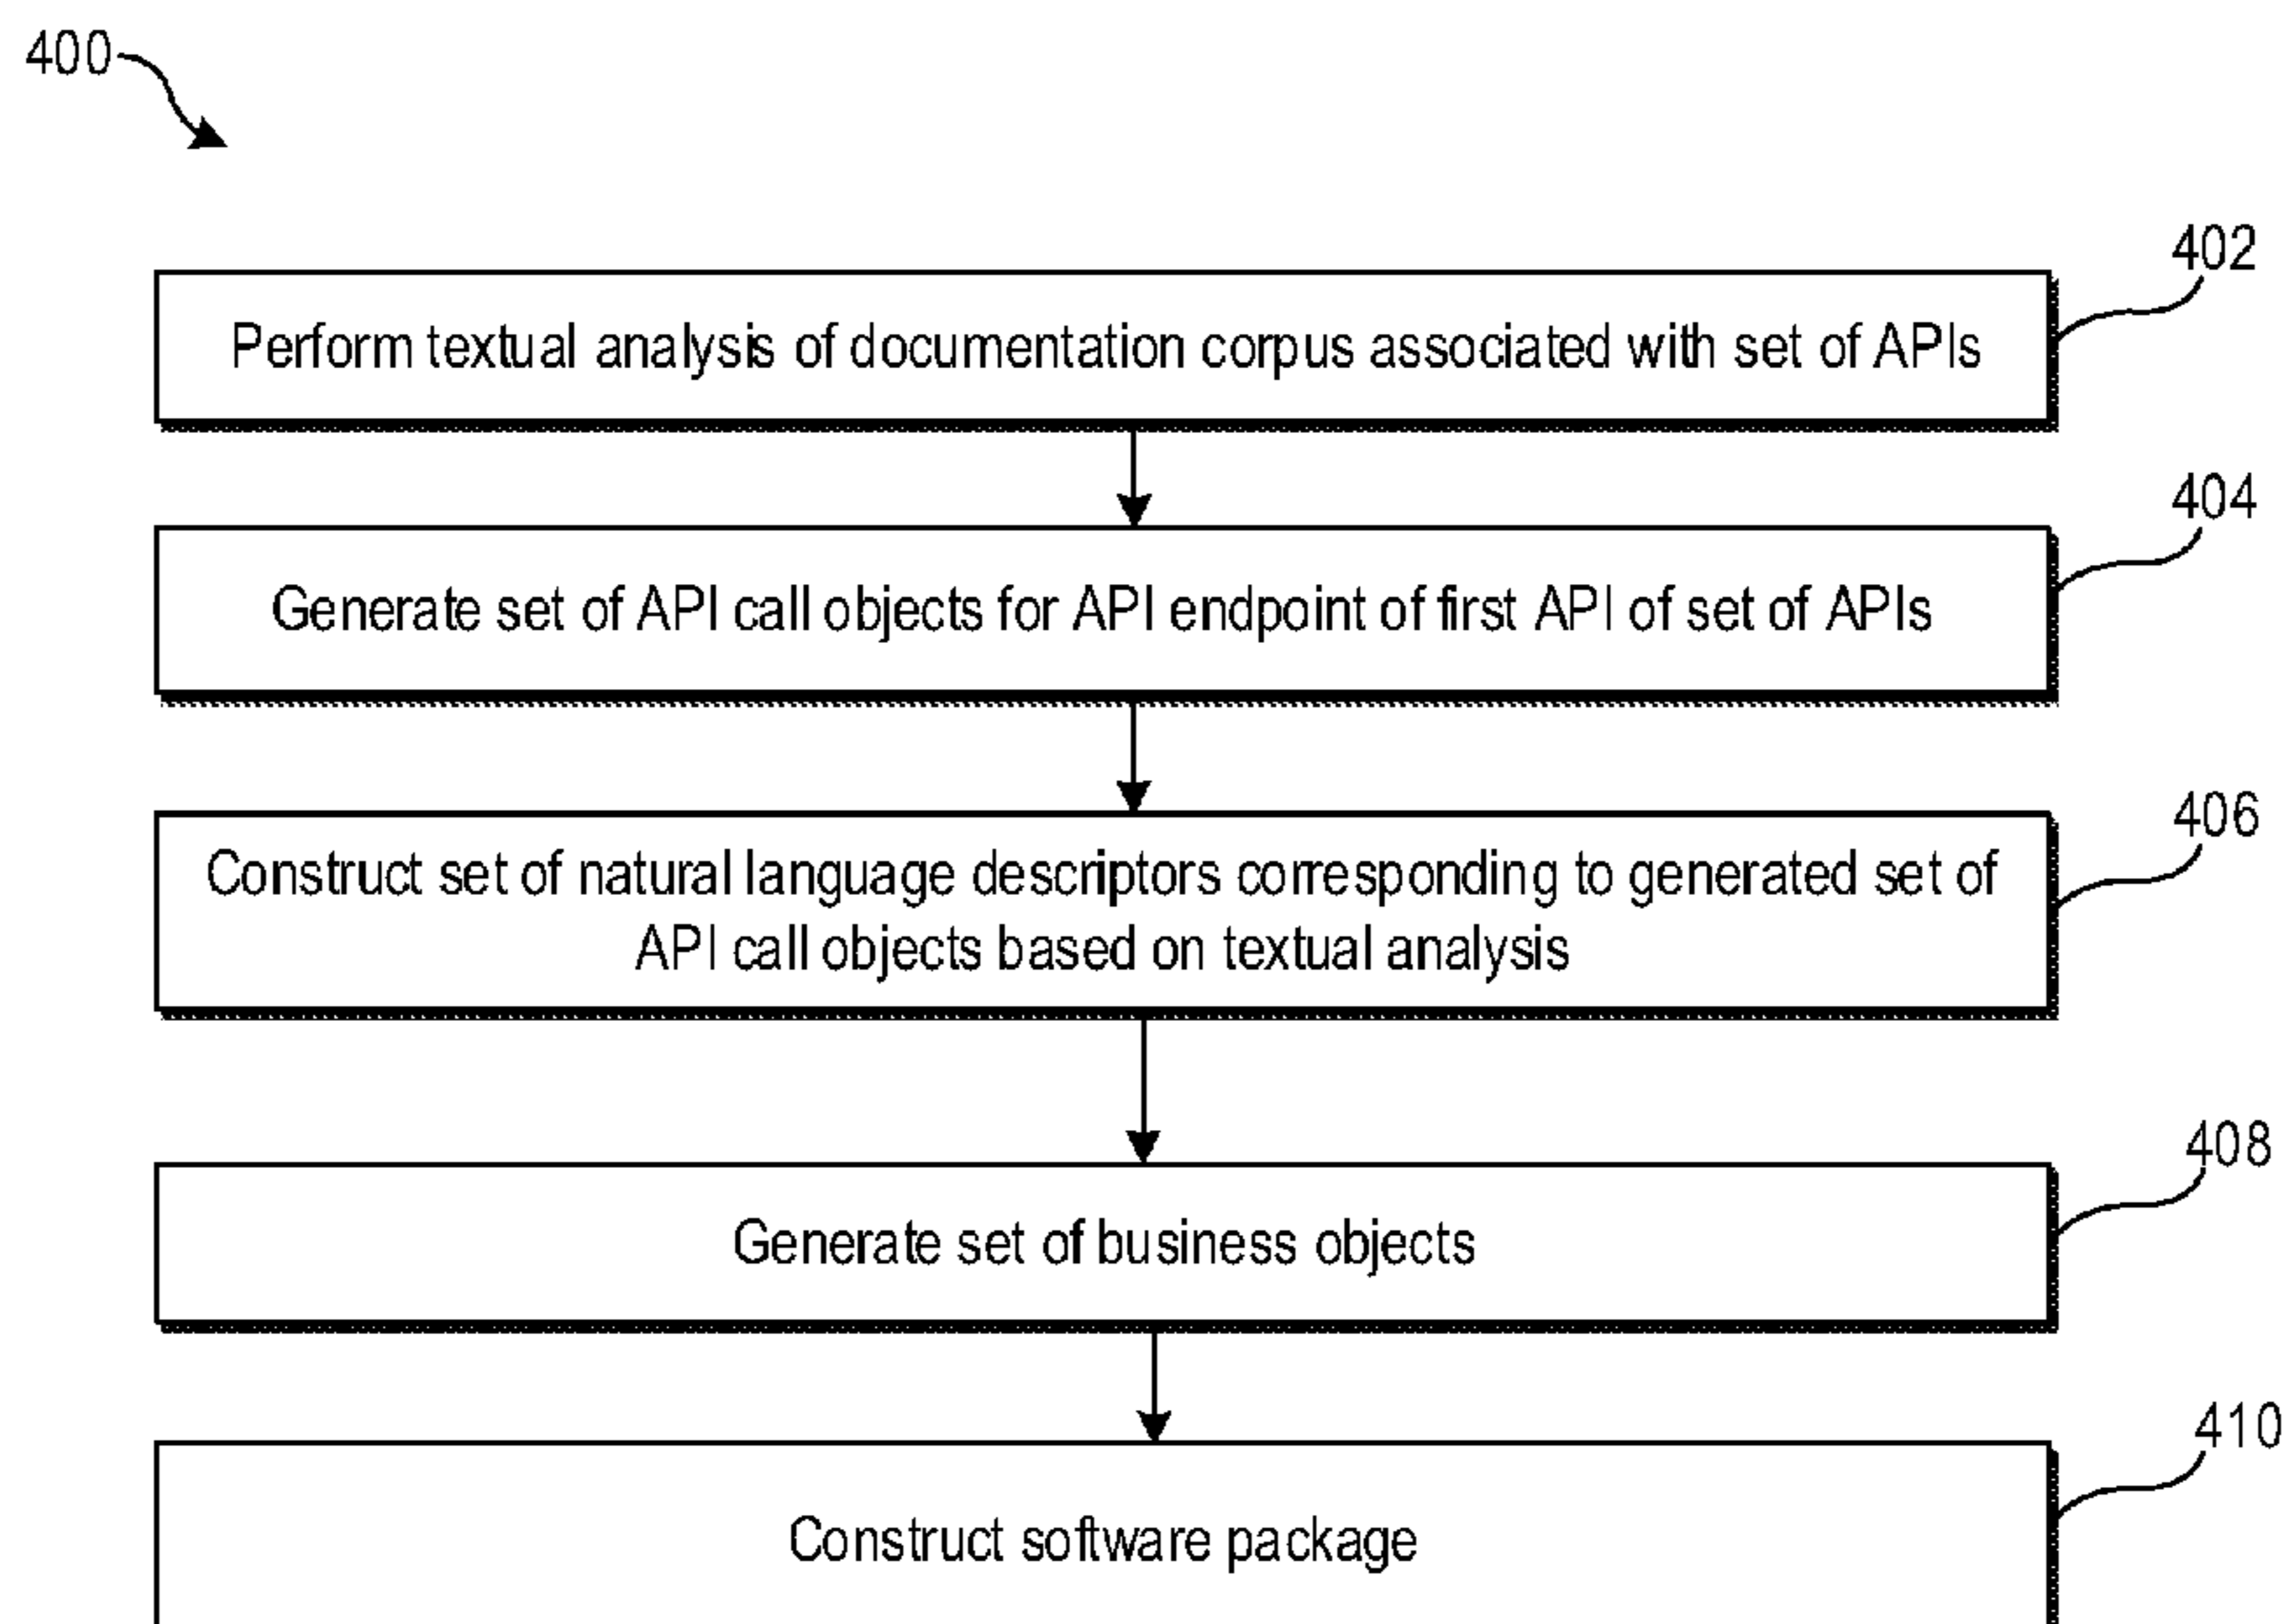 400
402
Perform textual analysis of documentation corpus associated with set of APIs
404
Generate set of API call objects for API endpoint of first API of set of APIs
406
Construct set of natural language descriptors corresponding to generated set of
API call objects based on textual analysis
408
Generate set of business objects
410
Construct software package